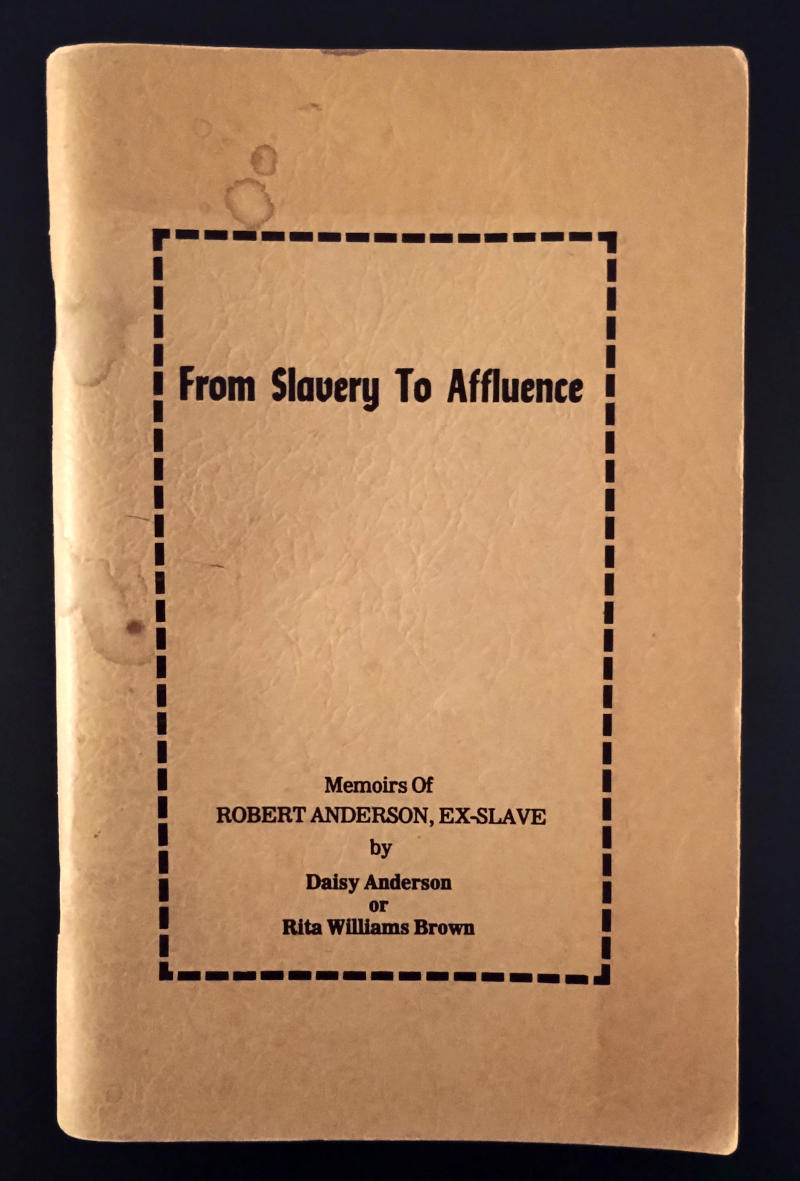 From Slavery To Affluence
Memoirs Of
ROBERT ANDERSON, EX-SLAVE
by
Daisy Anderson
or
Rita Williams Brown